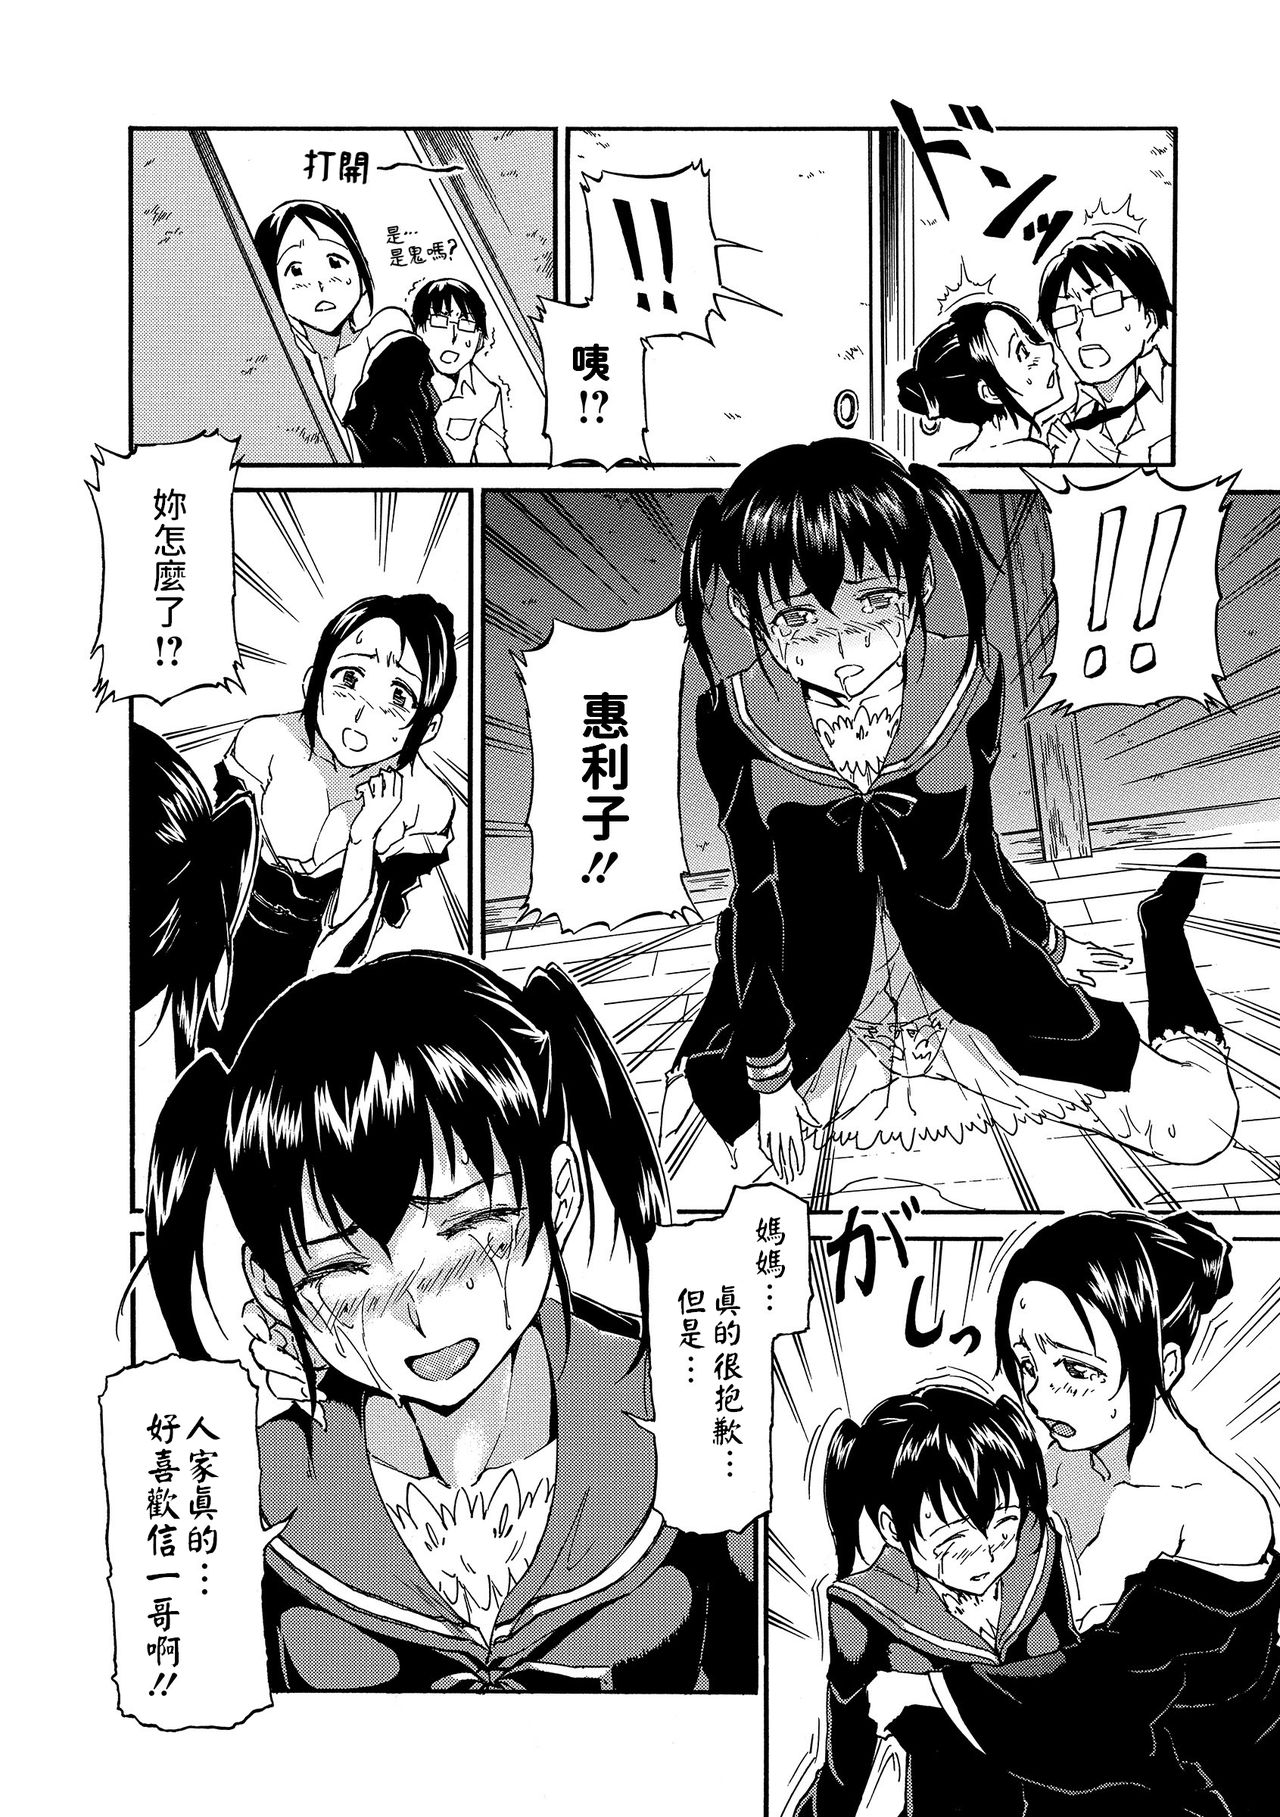 ドンッ
!!
咦!?
打開
是…
是鬼嗎?
!!
惠利子!!
妳怎麼了!?
がしっ
媽媽…
眞的很抱歉…
但是…
人家眞的…
好喜歡信一哥啊!!